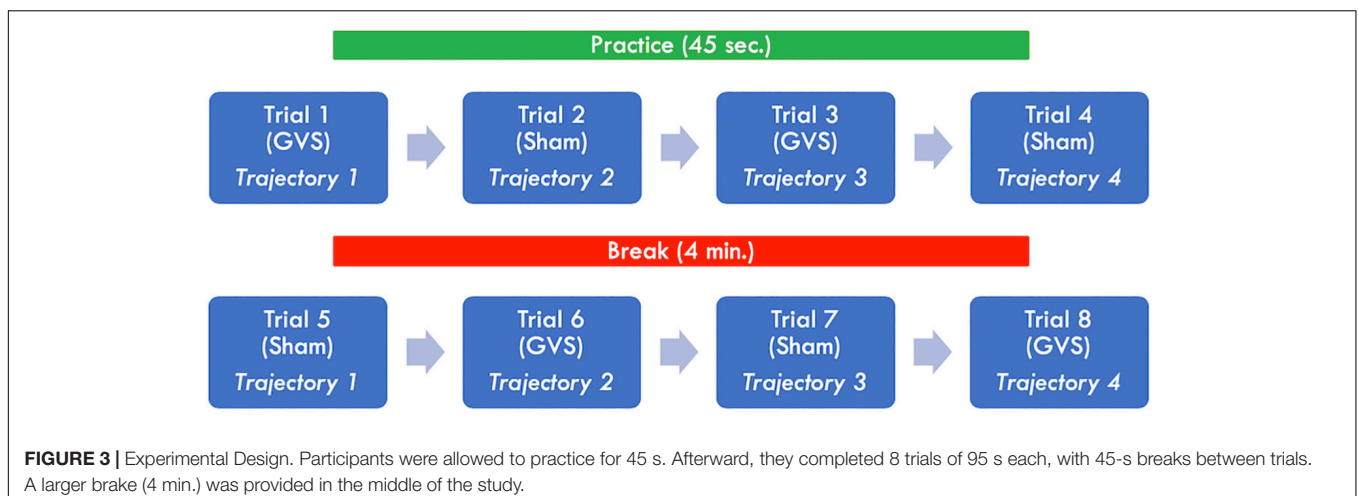 Practice (45 sec.)
Trial 1 Trial 2 Trial 3 Trial 4
(GVS) (Sham) (GVS) (Sham)
Trajectory 1 Trajectory 2 Trajectory 3 Trajectory 4
Break (4 min.)
Trial 5 Trial 6 Trial 7 Trial 8
(Sham) (GVS) (Sham) (GVS)
Trajectory 1 Trajectory 2 Trajectory 3 Trajectory 4
FIGURE 3 | Experimental Design. Participants were allowed to practice for 45 s. Afterward, they completed 8 trials of 95 s each, with 45-s breaks between trials.
A larger brake (4 min.) was provided in the middle of the study.